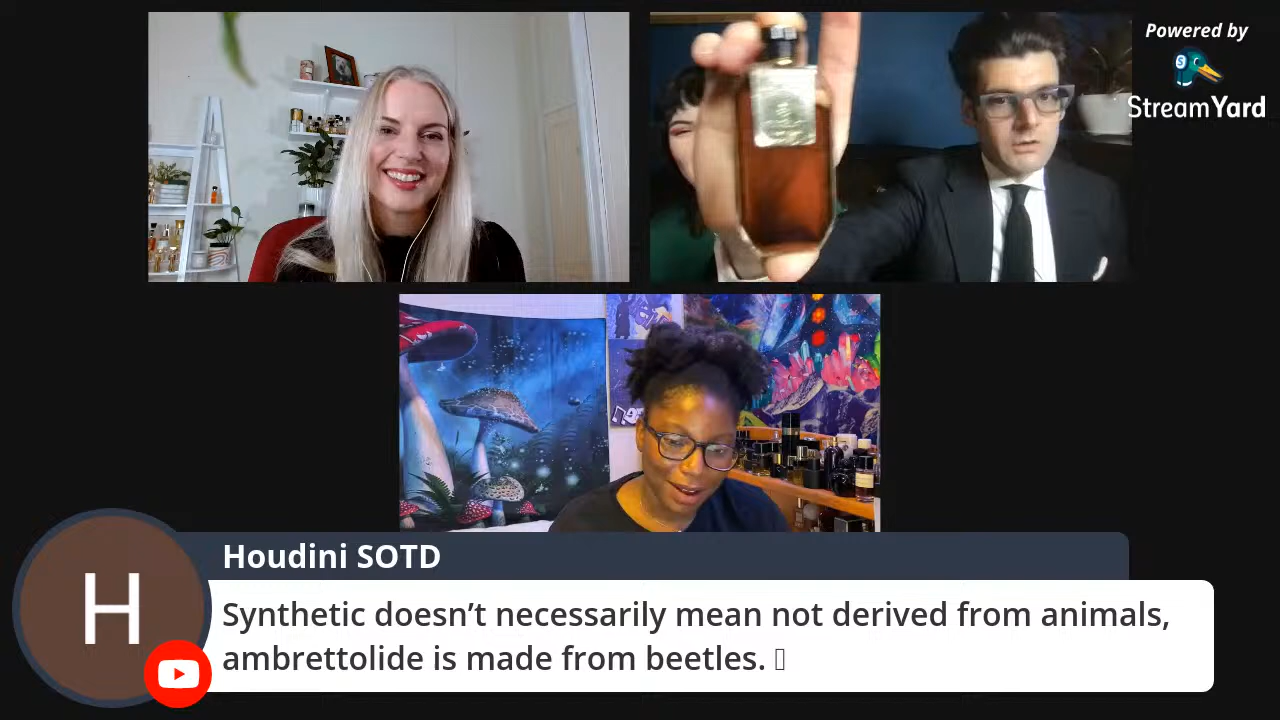 Powered by
StreamYard
Houdini SOTD
H
Synthetic doesn’t necessarily mean not derived from animals,
ambrettolide is made from beetles.